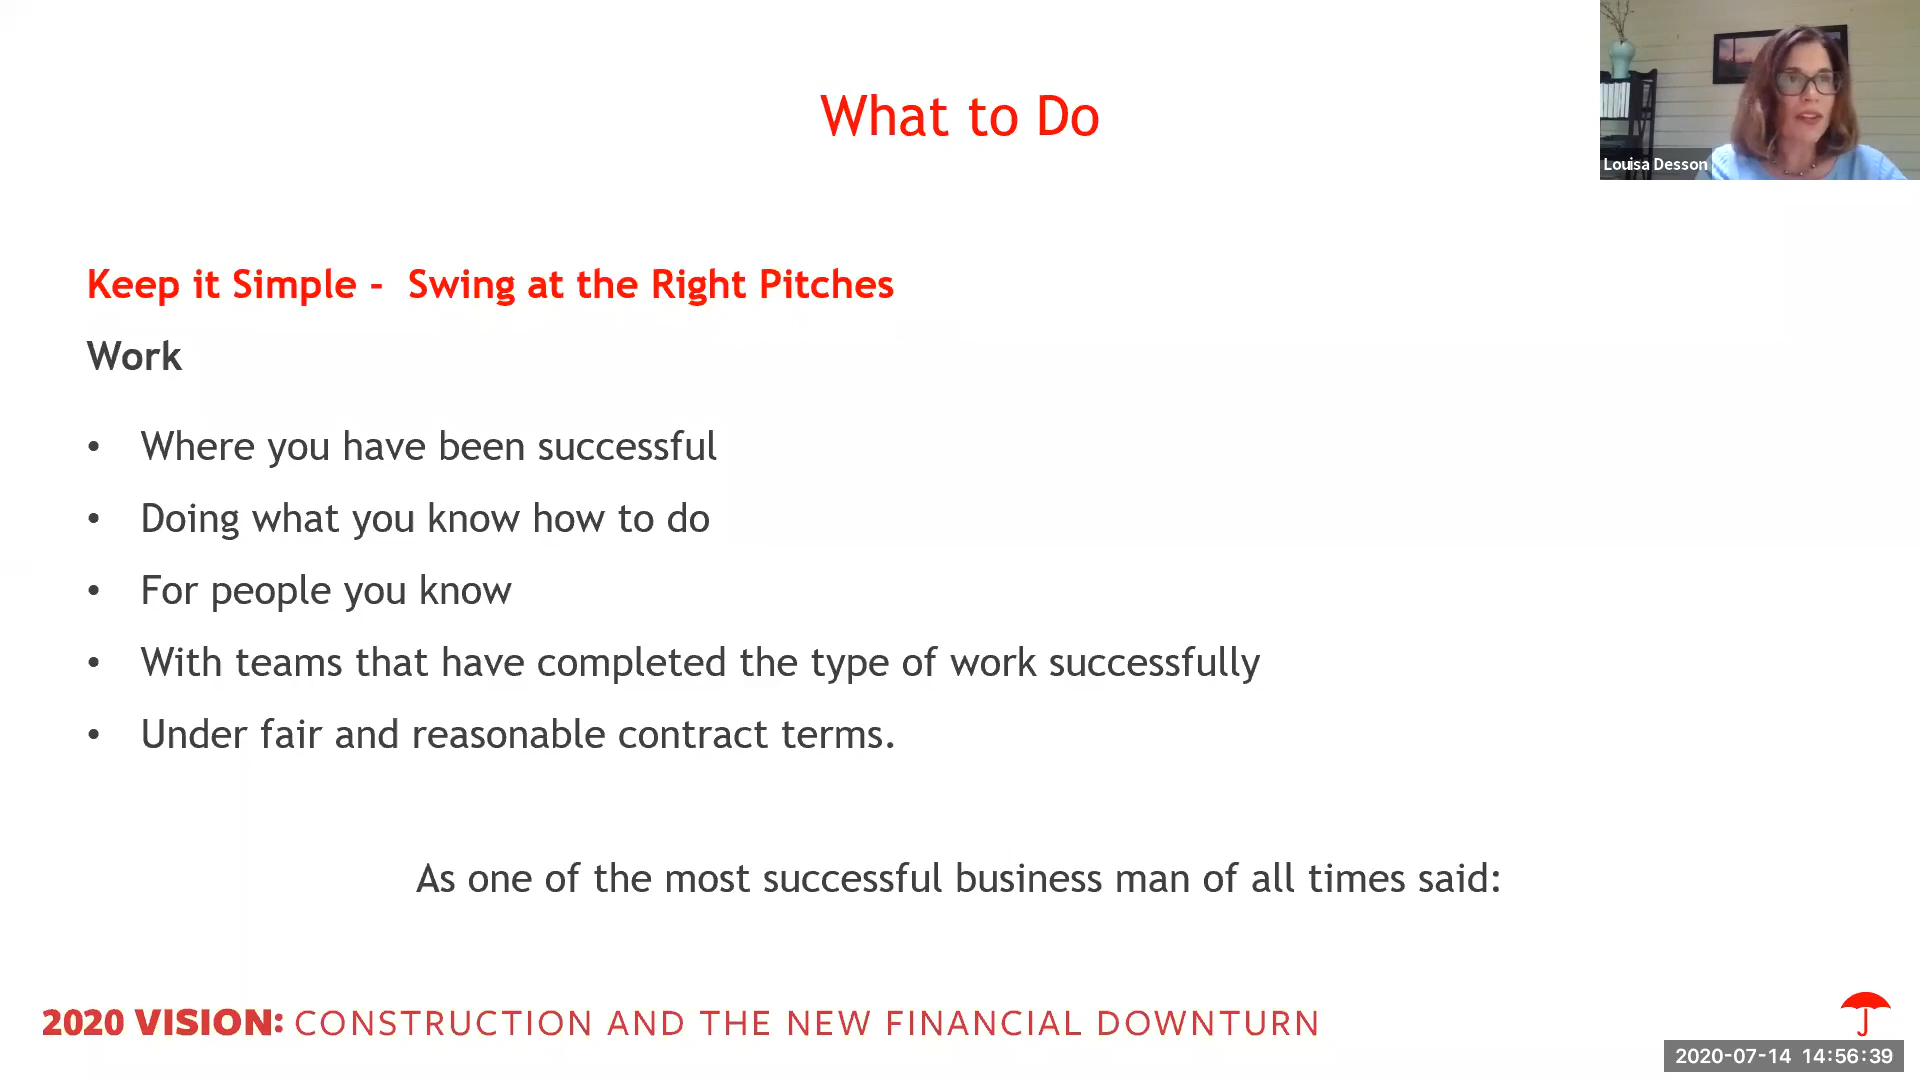 What to Do
Louisa Desson
Keep it Simple - Swing at the Right Pitches
Work
• Where you have been successful
• Doing what you know how to do
• For people you know
• With teams that have completed the type of work successfully
• Under fair and reasonable contract terms.
As one of the most successful business man of all times said:
2020 VISION: CONSTRUCTION AND THE NEW FINANCIAL DOWNTURN
2020-07-14 14:56:39